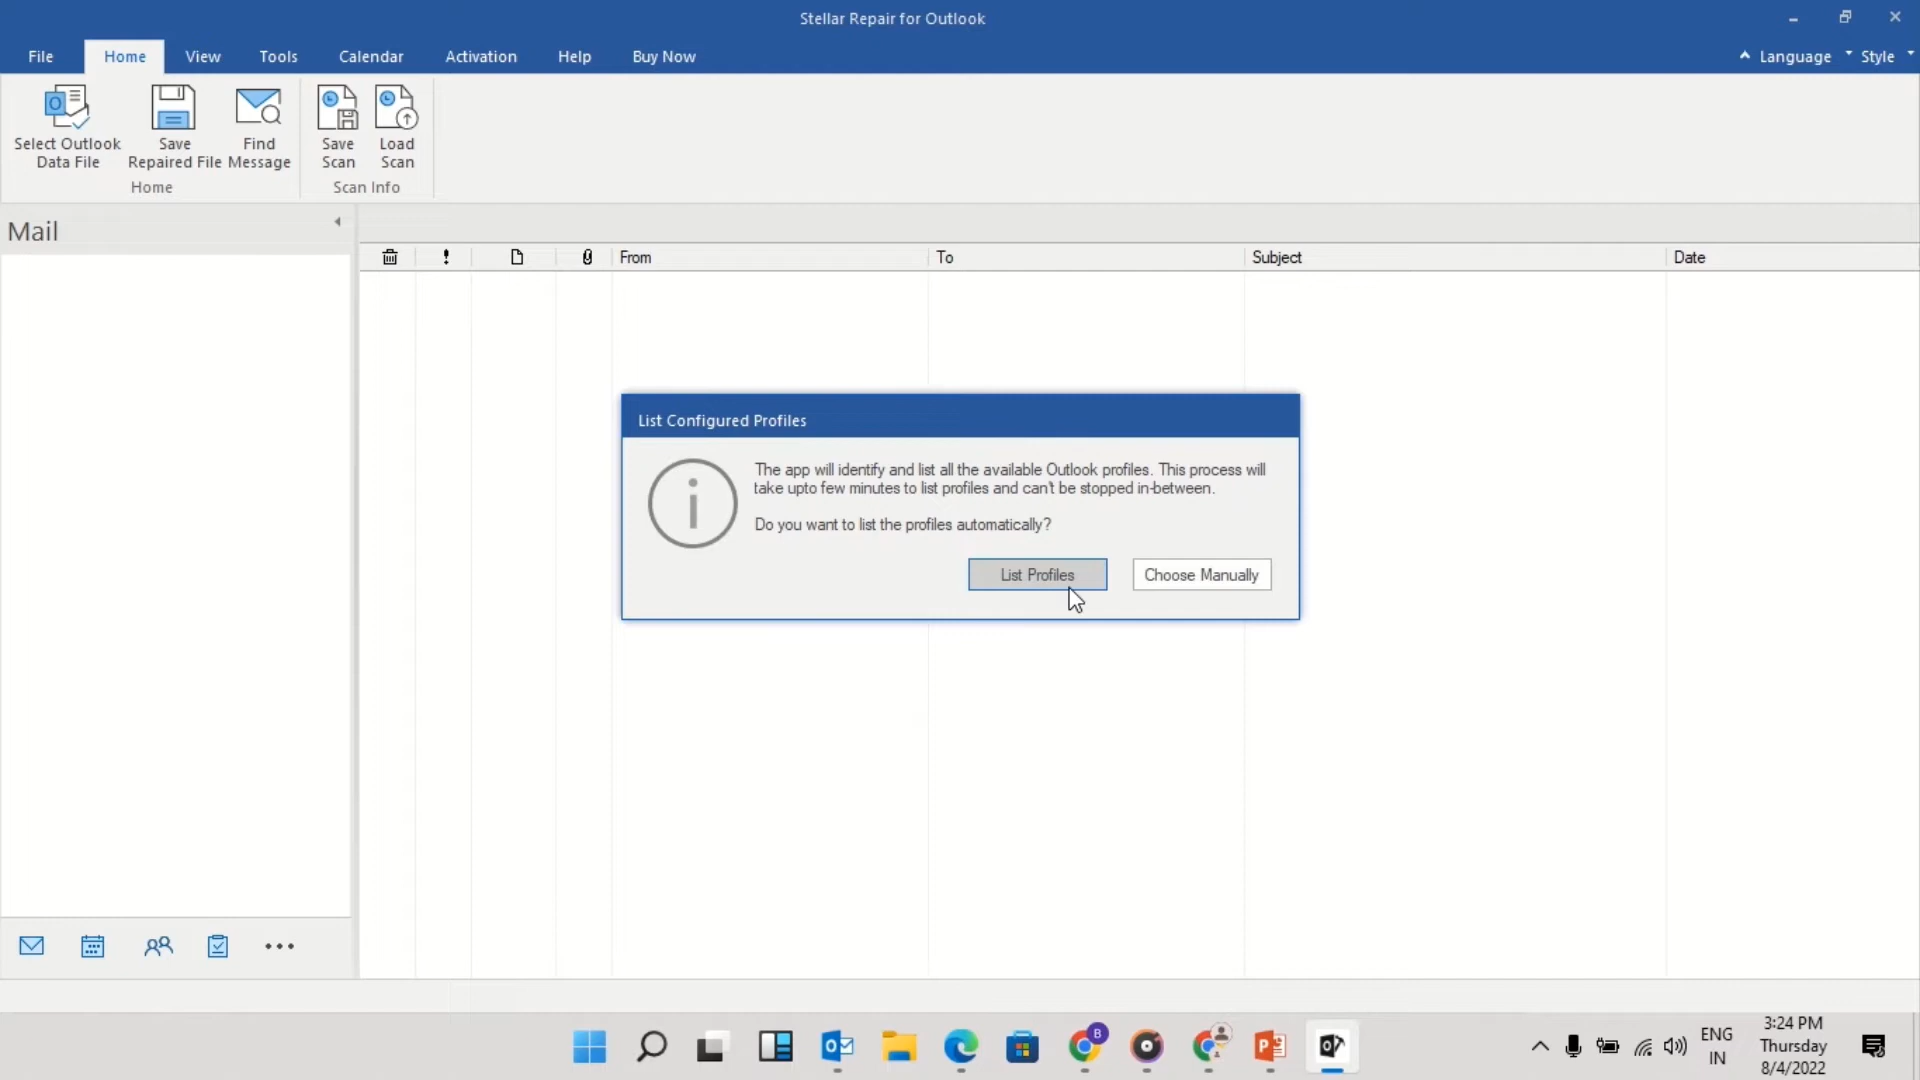 Stellar Repair for Outlook
File Home View Tools Calendar Activation Help Buy Now Language Style
Select Outlook Data File
Save Repaired File
Find Message
Home
Save Scan
Load Scan
Scan Info
Mail
From To Subject Date
List Configured Profiles
The app will identify and list all the available Outlook profiles. This process will
take upto few minutes to list profiles and can't be stopped in-between.
Do you want to list the profiles automatically?
List Profiles Choose Manually
B
ENG
IN
3:24 PM
Thursday
8/4/2022